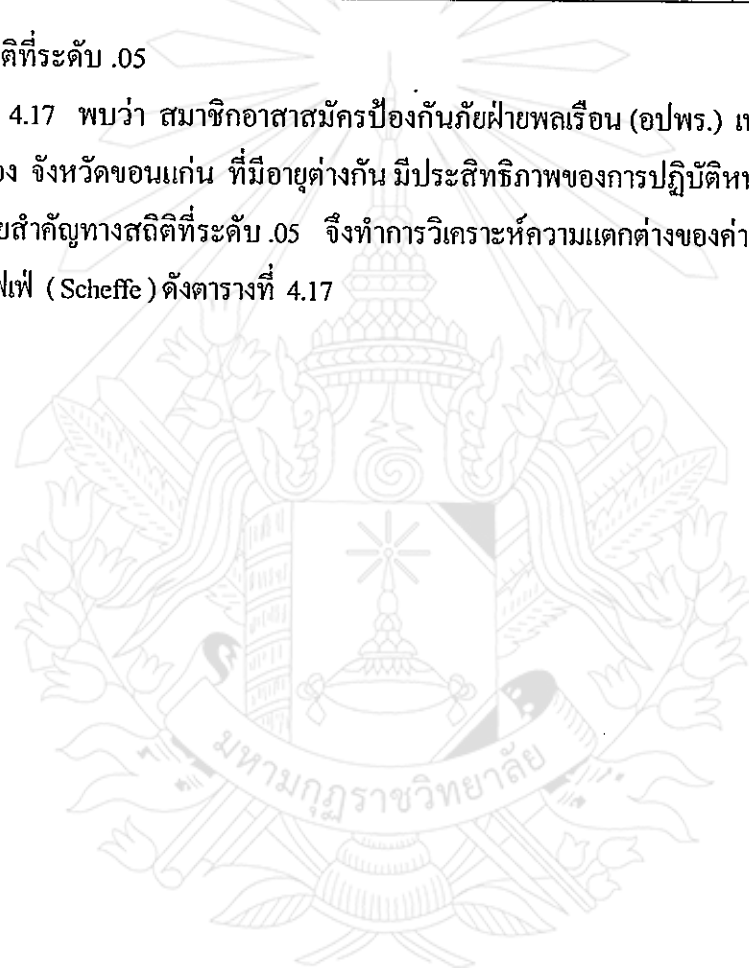 ติที่ระดับ .05
4.17 พบว่า สมาชิกอาสาสมัครป้องกันภัยฝ่ายพลเรือน (อปพร.) เ
อง จังหวัดขอนแก่น ที่มีอายุต่างกัน มีประสิทธิภาพของการปฏิบัติห
ยสำคัญทางสถิติที่ระดับ .05 จึงทำการวิเคราะห์ความแตกต่างของค่า
ฟเฟ่ ( Scheffe ) ดังตารางที่ 4.17
มหามกุฏราชวิทยาลัย